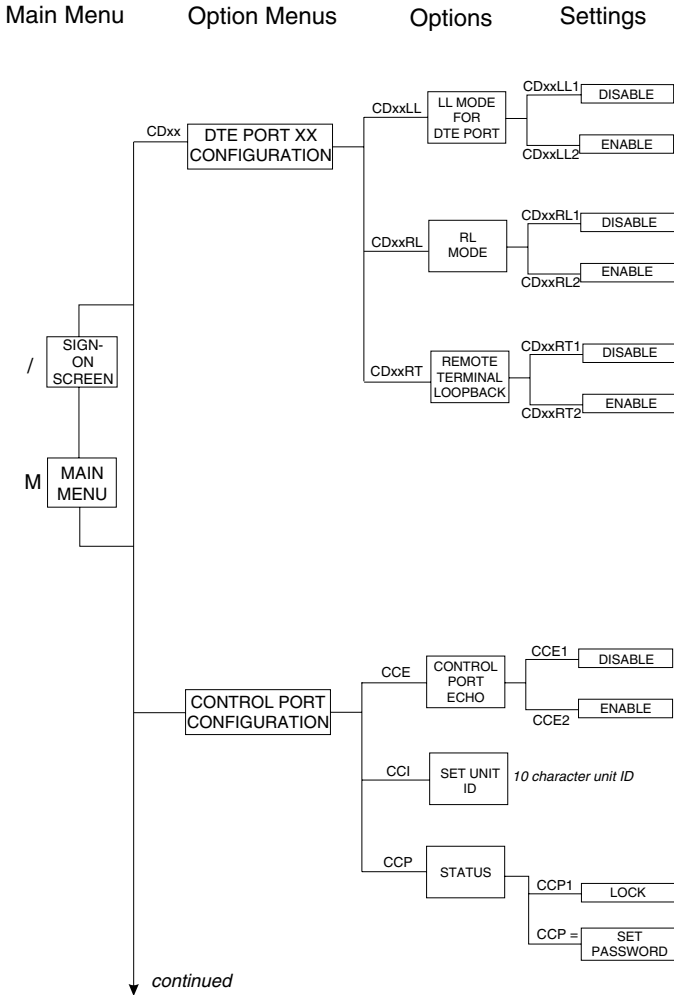 Main Menu Option Menus Options Settings
CDxx
DTE PORT XX
CONFIGURATION
CDxxLL
LL MODE
FOR
DTE PORT
CDxxLL1
DISABLE
CDxxLL2
ENABLE
CDxxRL
RL
MODE
CDxxRL1
DISABLE
CDxxRL2
ENABLE
CDxxRT
REMOTE
TERMINAL
LOOPBACK
CDxxRT1
DISABLE
CDxxRT2
ENABLE
/
SIGN-
ON
SCREEN
M
MAIN
MENU
CONTROL PORT
CONFIGURATION
CCE
CONTROL
PORT
ECHO
CCE1
DISABLE
CCE2
ENABLE
CCI
SET UNIT
ID
10 character unit ID
CCP
STATUS
CCP1
LOCK
CCP =
SET
PASSWORD
continued